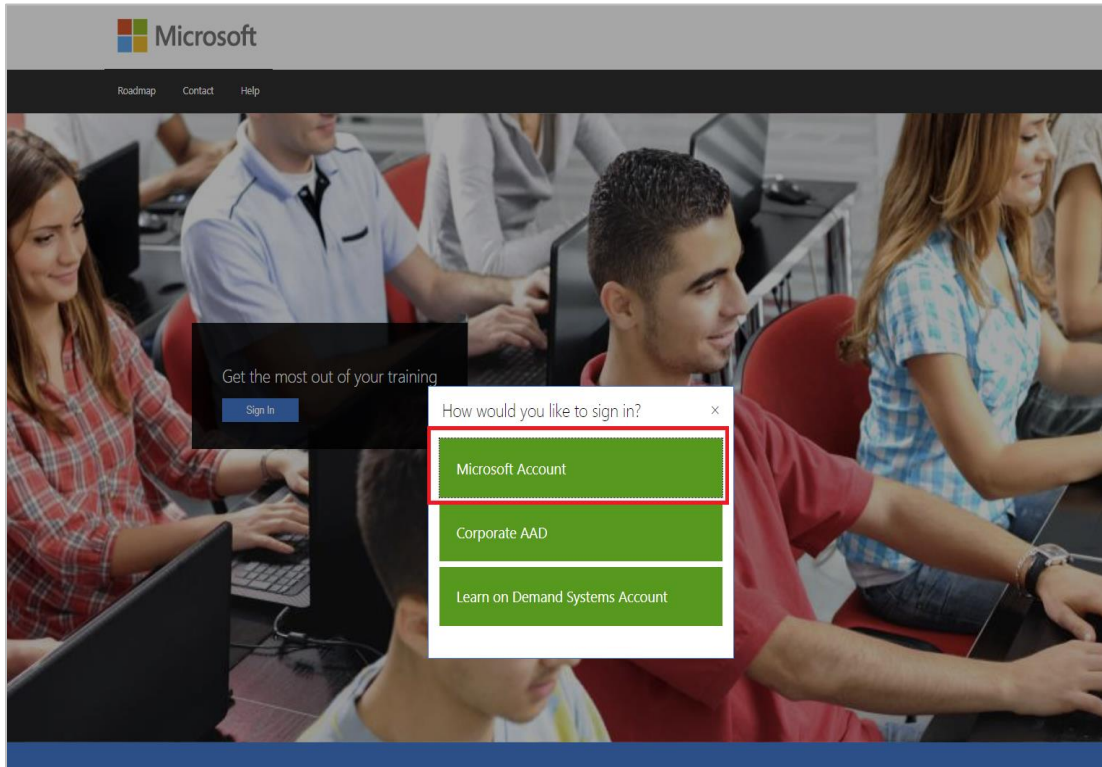 Microsoft
Roadmap Contact Help
Get the most out of your training
Sign In
How would you like to sign in? ×
Microsoft Account
Corporate AAD
Learn on Demand Systems Account